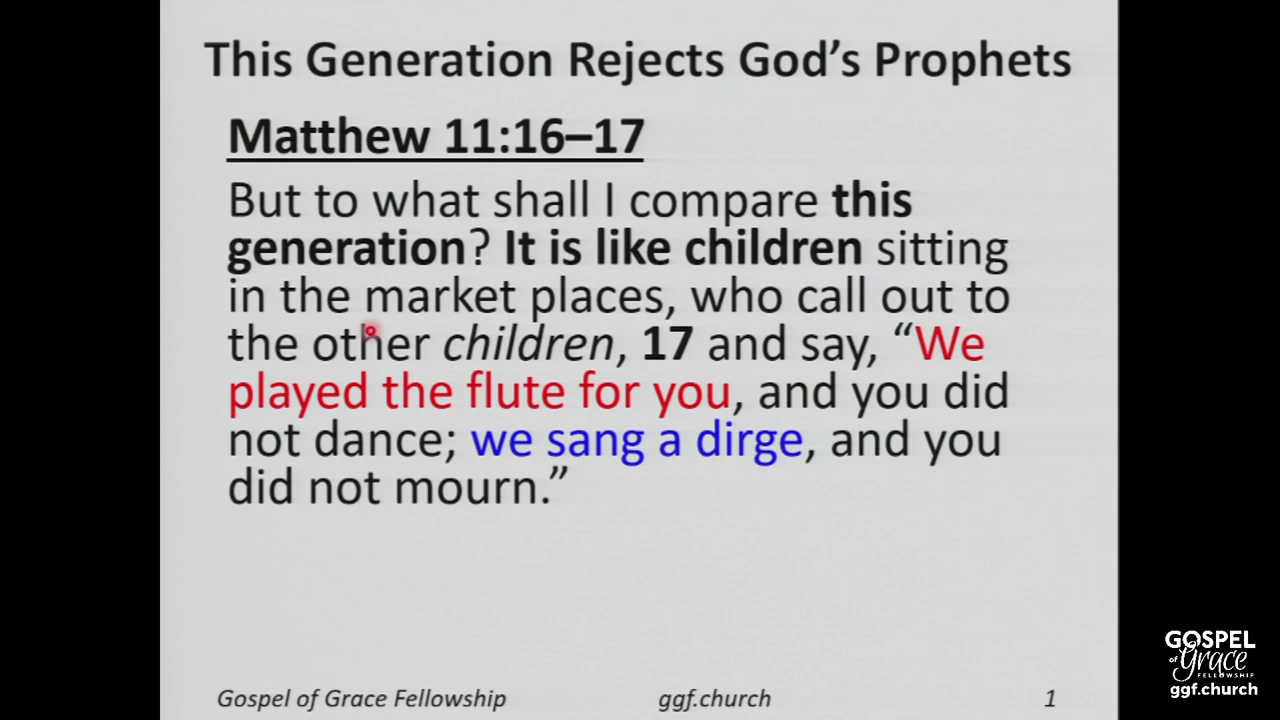 This Generation Rejects God’s Prophets
Matthew 11:16–17
But to what shall I compare this
generation? It is like children sitting
in the market places, who call out to
the other children, 17 and say, “We
played the flute for you, and you did
not dance; we sang a dirge, and you
did not mourn.”
Gospel of Grace Fellowship ggf.church 1
GOSPEL
of Grace
FELLOWSHIP
ggf.church